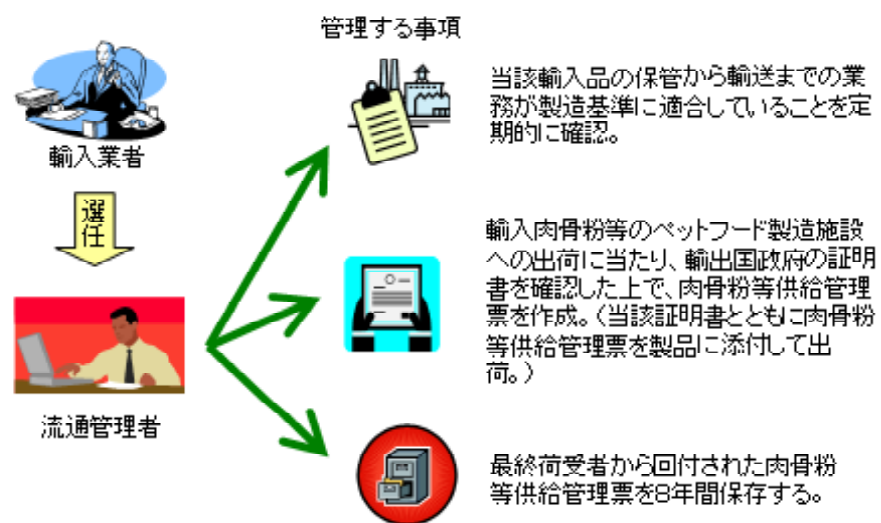 管理する事項
輸入業者
選任
流通管理者
当該輸入品の保管から輸送までの業
務が製造基準に適合していることを定
期的に確認。
輸入肉骨粉等のペットフード製造施設
への出荷に当たり、輸出国政府の証明
書を確認した上で、肉骨粉等供給管理
票を作成。（当該証明書とともに肉骨粉
等供給管理票を製品に添付して出
荷。）
最終荷受者から回付された肉骨粉
等供給管理票を8年間保存する。